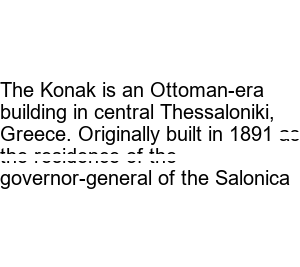 The Konak is an Ottoman-era
building in central Thessaloniki,
Greece. Originally built in 1891 as
the residence of the
governor-general of the Salonica